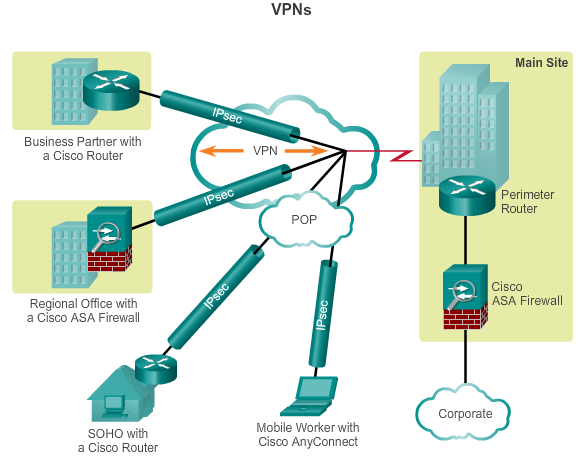 VPNs
Main Site
IPsec
Business Partner with
a Cisco Router
VPN
IPsec
Perimeter
Router
POP
Regional Office with
a Cisco ASA Firewall
IPsec
IPsec
Cisco
ASA Firewall
SOHO with
a Cisco Router
Mobile Worker with
Cisco AnyConnect
Corporate